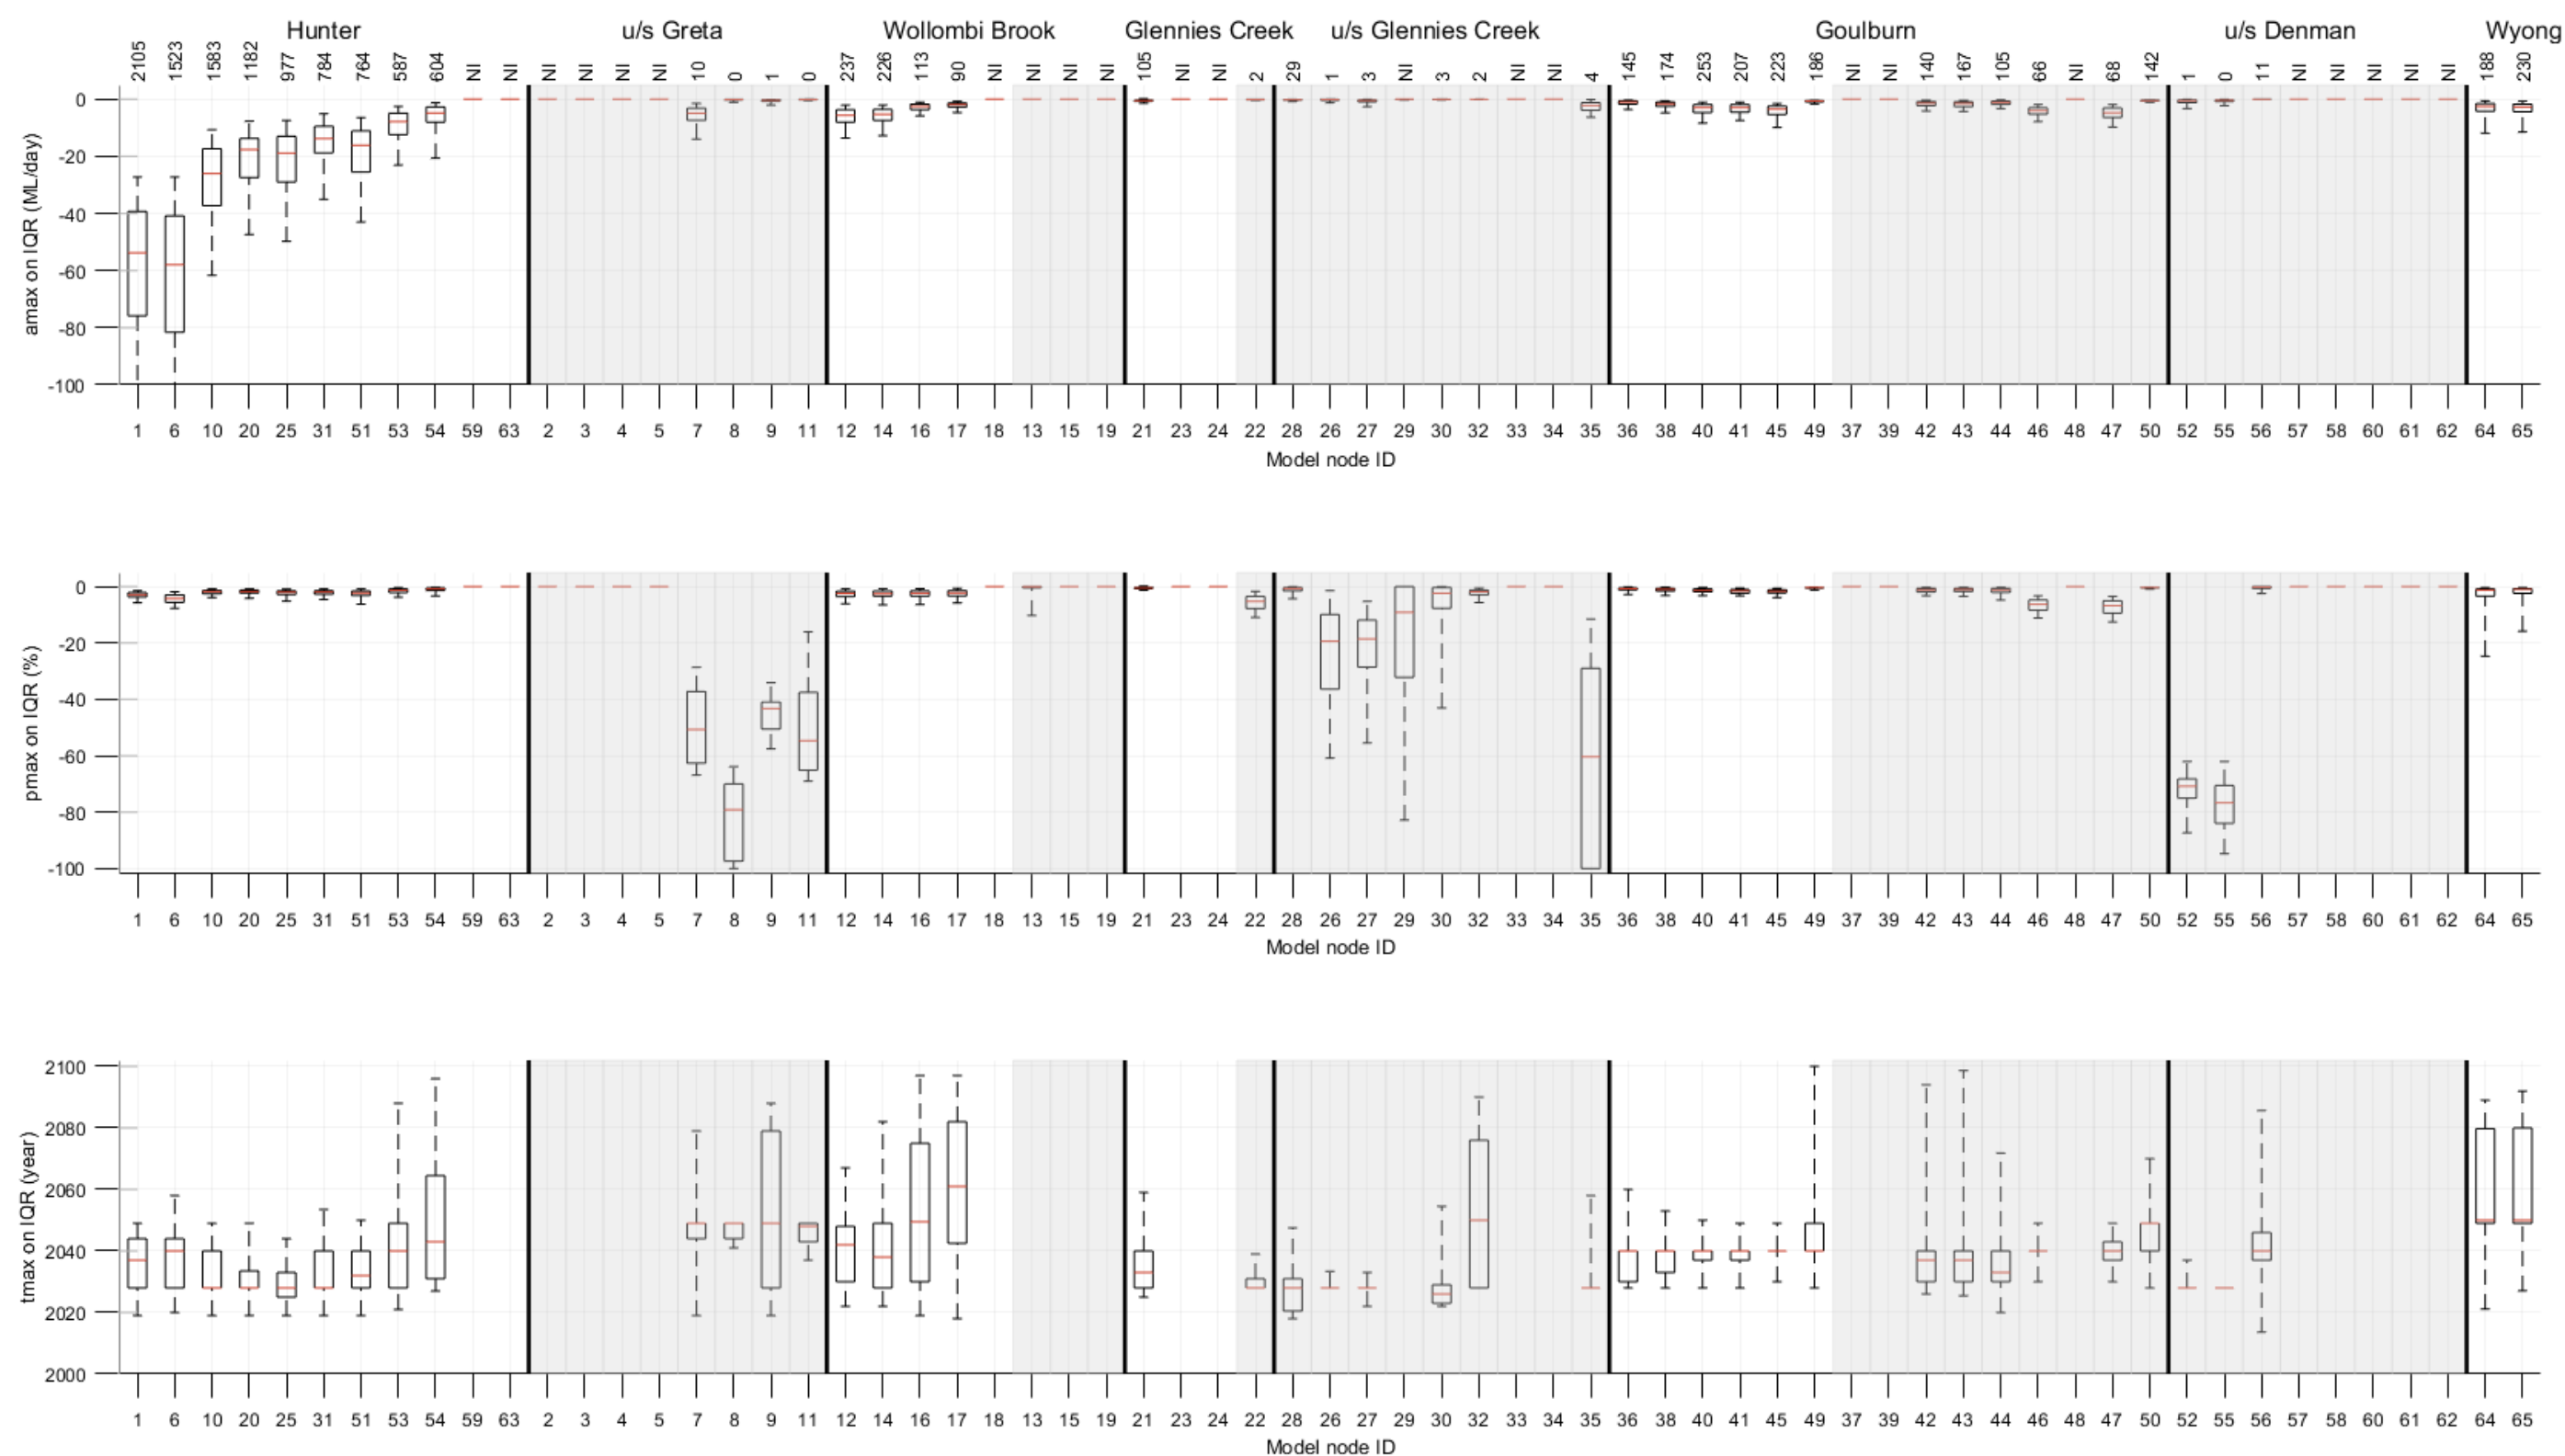 Hunter u/s Greta Wollombi Brook Glennies Creek u/s Glennies Creek Goulburn u/s Denman Wyong
2105 1523 1583 1182 977 784 764 587 604 NI NI NI NI NI NI 10 0 1 0 237 226 113 90 NI 105 NI NI 2 29 1 3 NI 3 2 NI NI 4 145 174 253 207 223 186 NI NI 140 167 105 66 NI 68 142 1 0 11 NI NI NI NI NI 188 230
amax on IQR (ML/day)
0
-20
-40
-60
-80
-100
1 6 10 20 25 31 51 53 54 59 63 2 3 4 5 7 8 9 11 12 14 16 17 18 13 15 19 21 23 24 22 28 26 27 29 30 32 33 34 35 36 38 40 41 45 49 37 39 42 43 44 46 48 47 50 52 55 56 57 58 60 61 62 64 65
Model node ID
pmax on IQR (%)
0
-20
-40
-60
-80
-100
1 6 10 20 25 31 51 53 54 59 63 2 3 4 5 7 8 9 11 12 14 16 17 18 13 15 19 21 23 24 22 28 26 27 29 30 32 33 34 35 36 38 40 41 45 49 37 39 42 43 44 46 48 47 50 52 55 56 57 58 60 61 62 64 65
Model node ID
tmax on IQR (year)
2100
2080
2060
2040
2020
2000
1 6 10 20 25 31 51 53 54 59 63 2 3 4 5 7 8 9 11 12 14 16 17 18 13 15 19 21 23 24 22 28 26 27 29 30 32 33 34 35 36 38 40 41 45 49 37 39 42 43 44 46 48 47 50 52 55 56 57 58 60 61 62 64 65
Model node ID